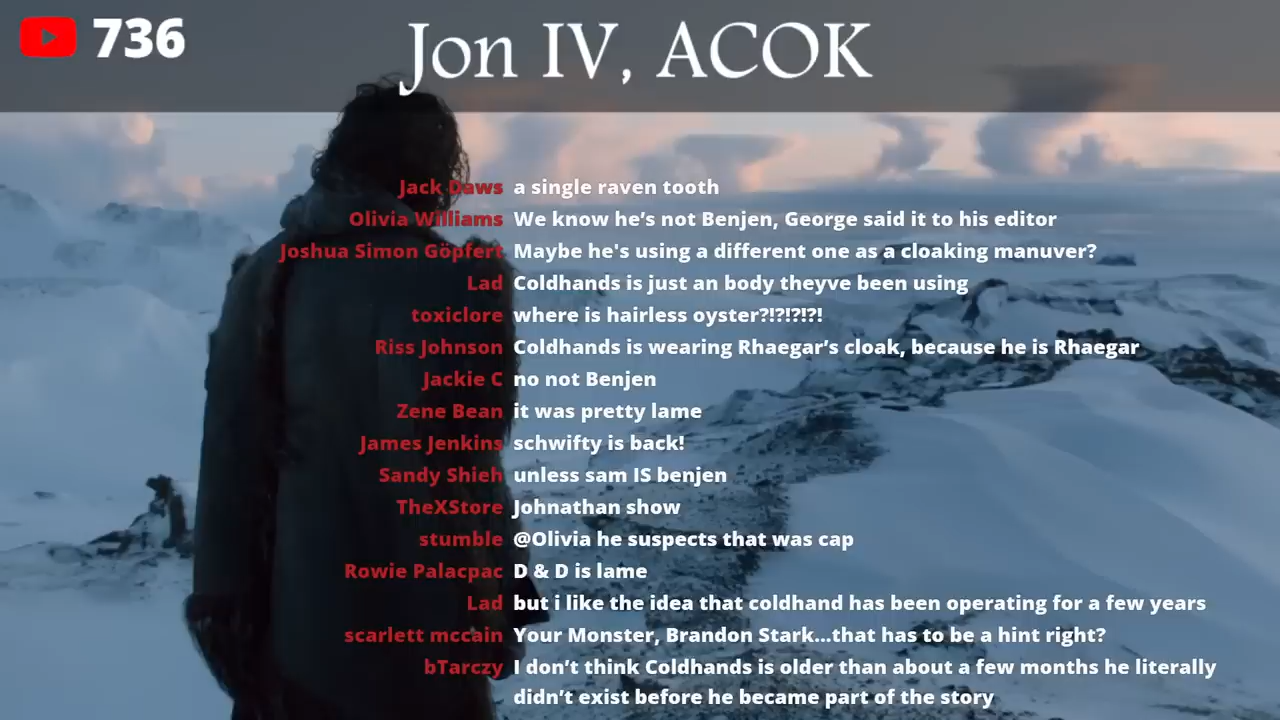 736
Jon IV, ACOK
Jack Daws a single raven tooth
Olivia Williams We know he’s not Benjen, George said it to his editor
Joshua Simon Göpfert Maybe he's using a different one as a cloaking manuver?
Lad Coldhands is just an body theyve been using
toxiclore where is hairless oyster?!?!?!?!
Riss Johnson Coldhands is wearing Rhaegar’s cloak, because he is Rhaegar
Jackie C no not Benjen
Zene Bean it was pretty lame
James Jenkins schwifty is back!
Sandy Shieh unless sam IS benjen
TheXStore Johnathan show
stumble @Olivia he suspects that was cap
Rowie Palacpac D & D is lame
Lad but i like the idea that coldhand has been operating for a few years
scarlett mccain Your Monster, Brandon Stark...that has to be a hint right?
bTarczy I don’t think Coldhands is older than about a few months he literally
didn’t exist before he became part of the story